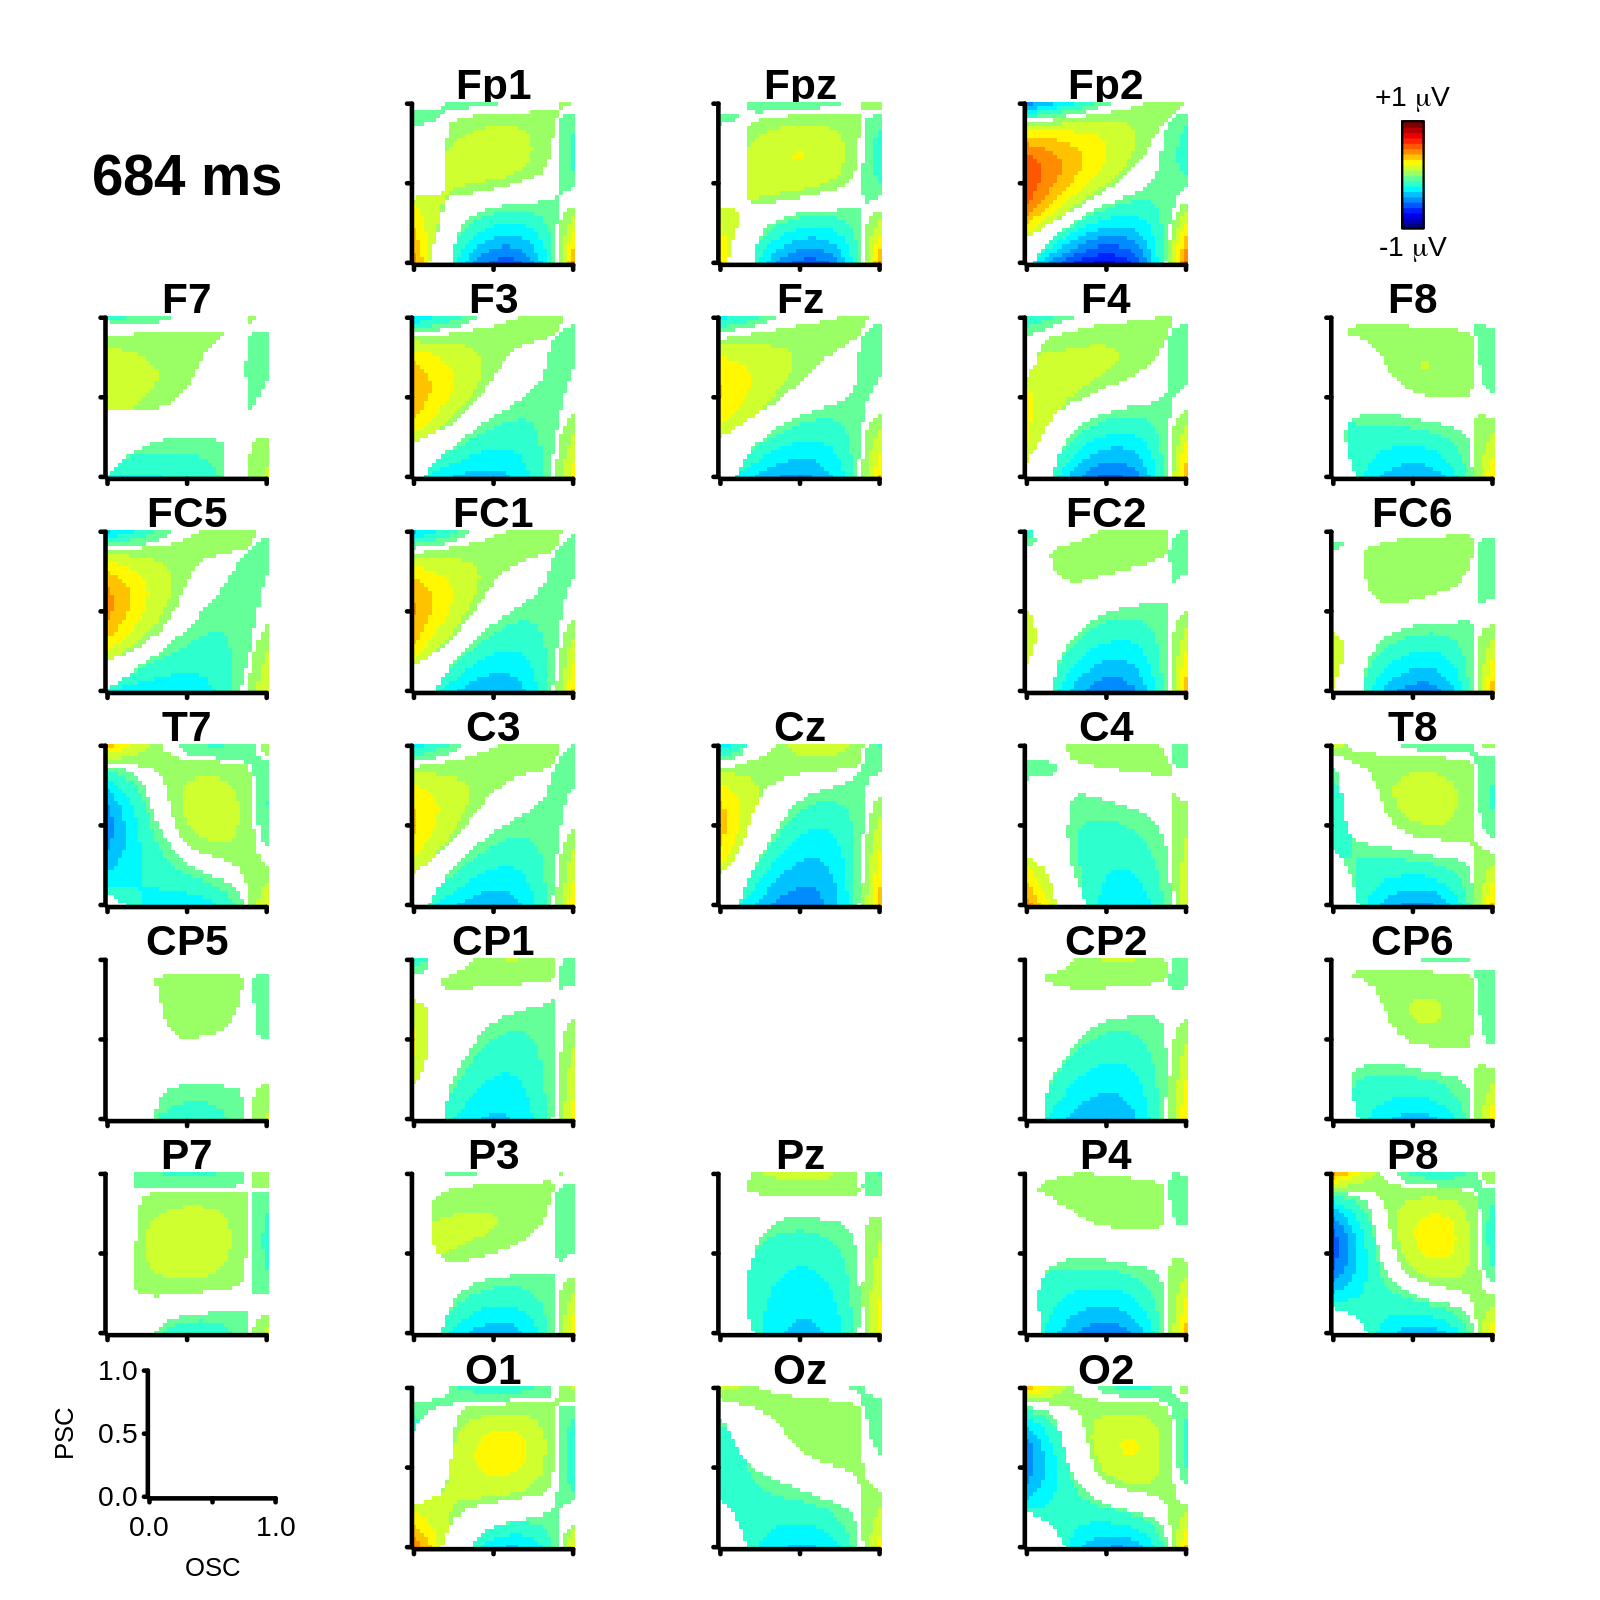 Fp1
Fpz
Fp2
+1 μV
684 ms
-1 μV
F7
F3
Fz
F4
F8
FC5
FC1
FC2
FC6
T7
C3
Cz
C4
T8
CP5
CP1
CP2
CP6
P7
P3
Pz
P4
P8
O1
Oz
O2
1.0
0.5
0.0
PSC
0.0
1.0
OSC